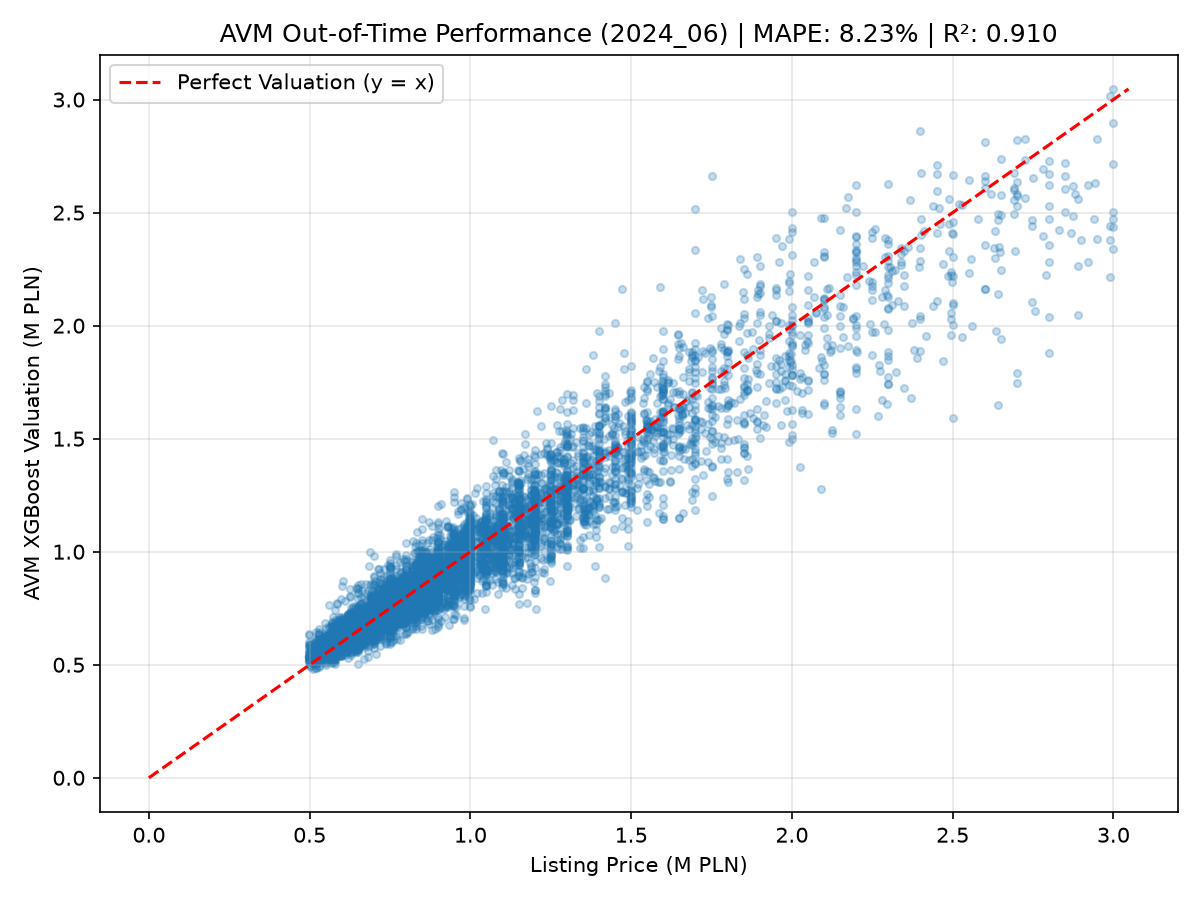 AVM Out-of-Time Performance (2024_06) | MAPE: 8.23% | R²: 0.910
Perfect Valuation (y = x)
AVM XGBoost Valuation (M PLN)
3.0
2.5
2.0
1.5
1.0
0.5
0.0
0.0 0.5 1.0 1.5 2.0 2.5 3.0
Listing Price (M PLN)